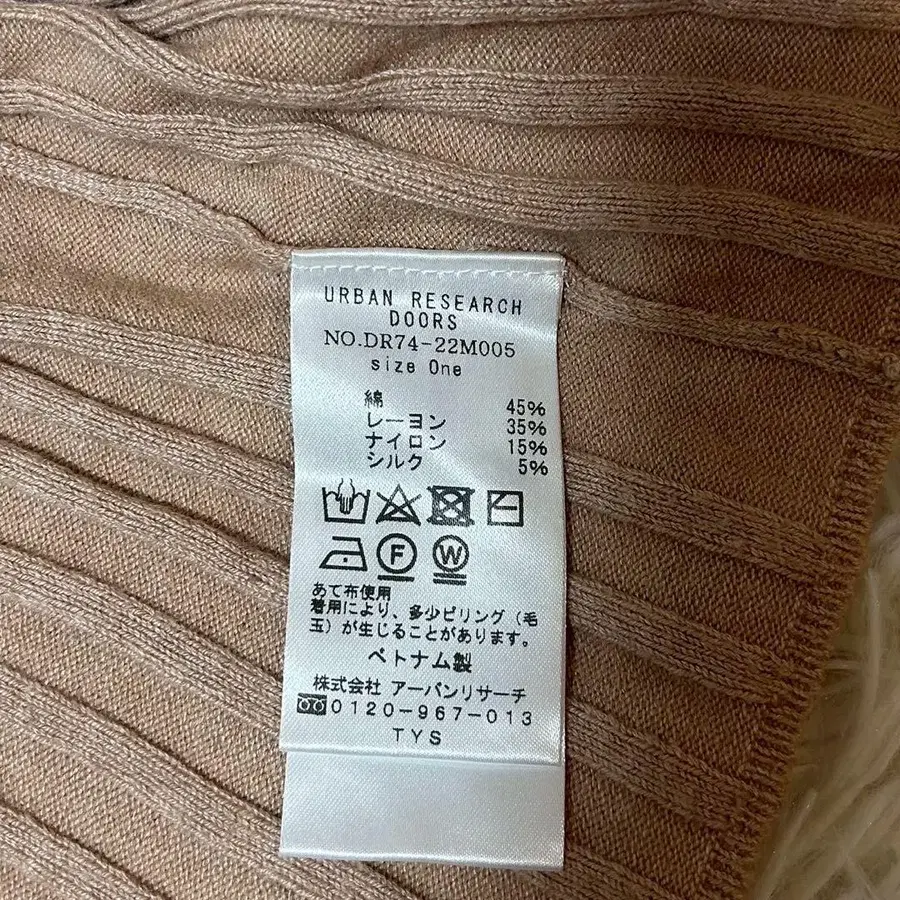 URBAN RESEARCH
DOORS
NO.DR74-22M005
size One
綿 45%
レーヨン 35%
ナイロン 15%
シルク 5%
F W
あて布使用
着用により、多少ピリング（毛
玉）が生じることがあります。
ベトナム製
株式会社 アーバンリサーチ
0120-967-013
TYS